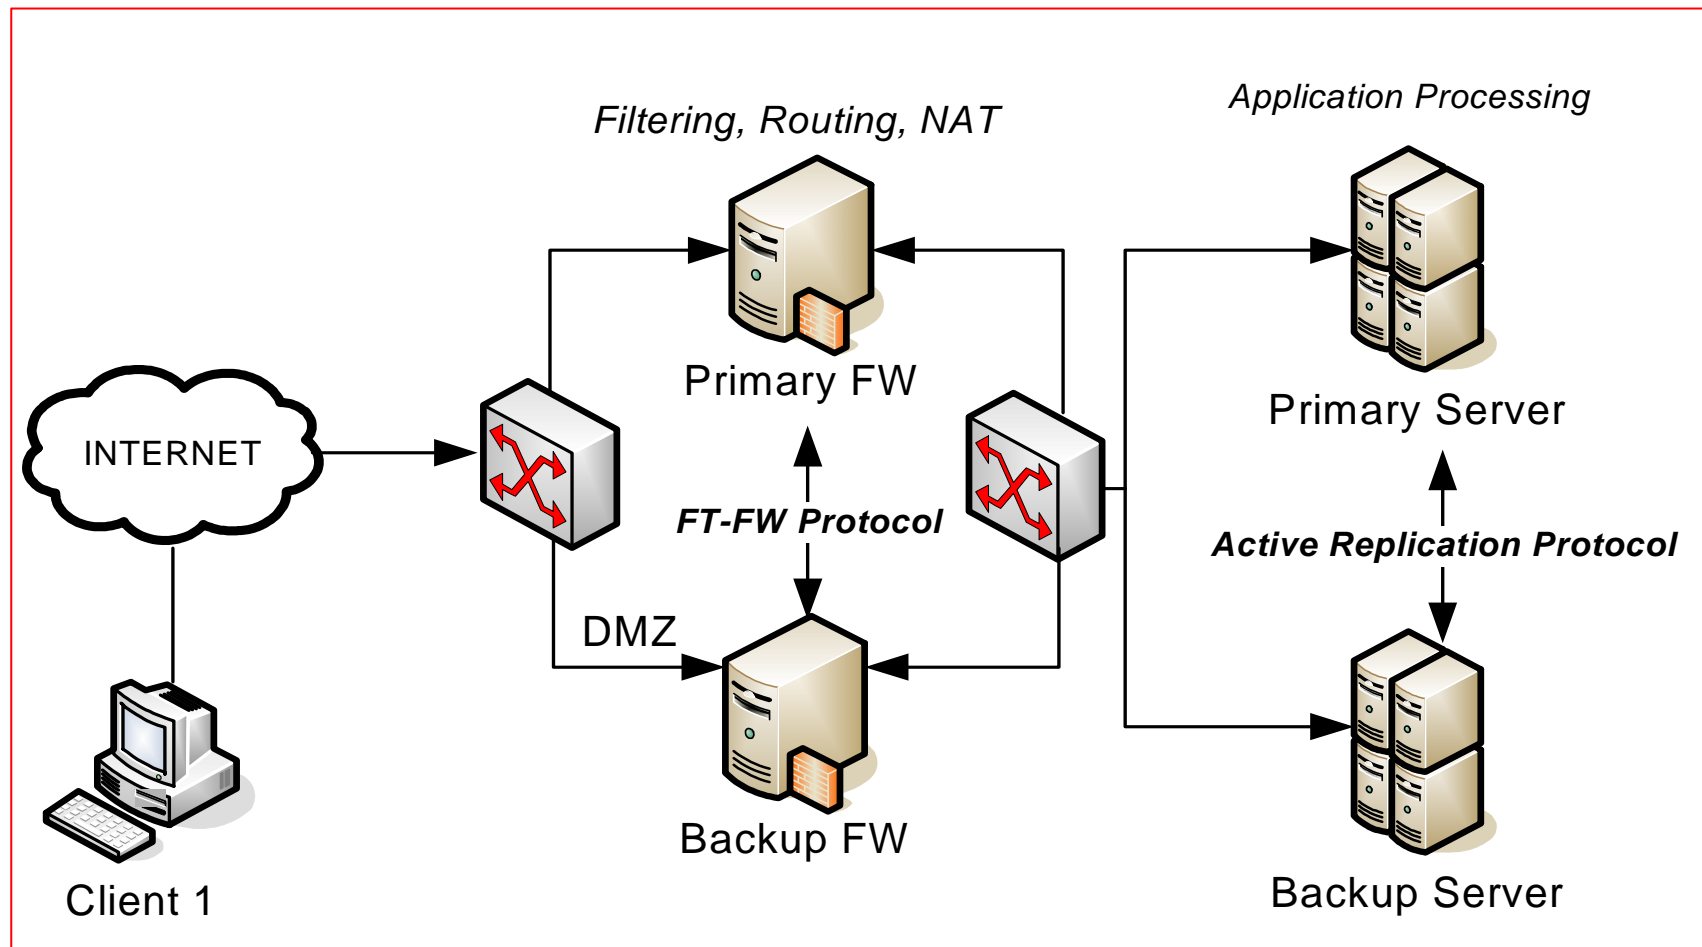 Application Processing
Filtering, Routing, NAT
Primary FW
Primary Server
INTERNET
FT-FW Protocol
Active Replication Protocol
DMZ
Backup FW
Client 1
Backup Server